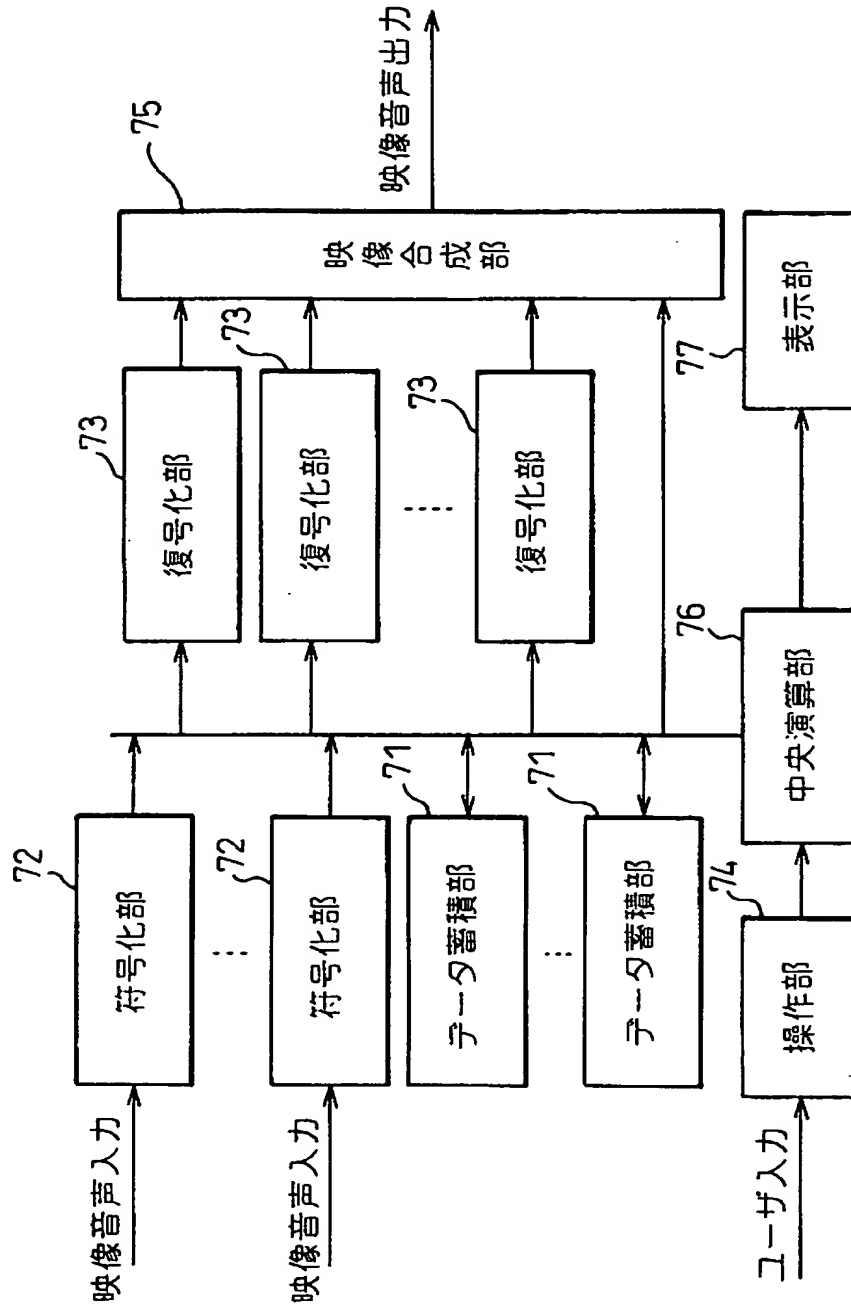 映像音声入力
72
符号化部
映像音声入力
72
符号化部
71
データ蓄積部
71
データ蓄積部
ユーザ入力
74
操作部
76
中央演算部
77
表示部
73
復号化部
73
復号化部
73
復号化部
75
映像合成部
映像音声出力